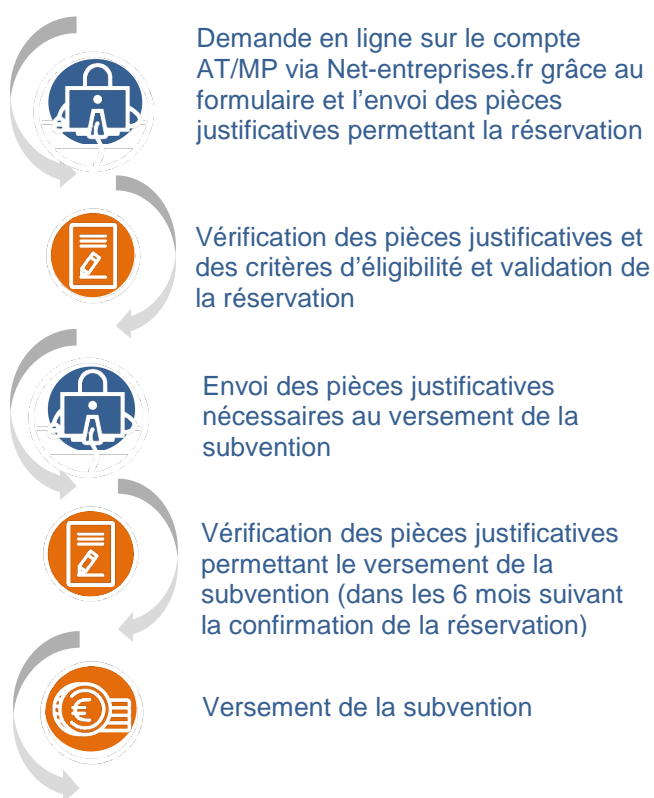 Demande en ligne sur le compte
AT/MP via Net-entreprises.fr grâce au
formulaire et l'envoi des pièces
justificatives permettant la réservation
Vérification des pièces justificatives et
des critères d'éligibilité et validation de
la réservation
Envoi des pièces justificatives
nécessaires au versement de la
subvention
Vérification des pièces justificatives
permettant le versement de la
subvention (dans les 6 mois suivant
la confirmation de la réservation)
€
Versement de la subvention